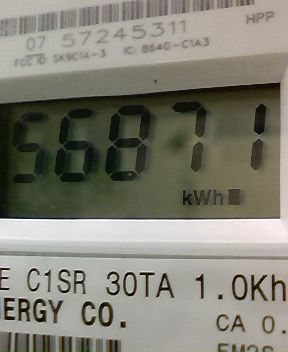 HPP
07 57245311
FCC ID: SK9C1A-3 IC: 864G-C1A3
56871
kWh
E C1SR 30TA 1.0Kh
NERGY CO.
CA 0.